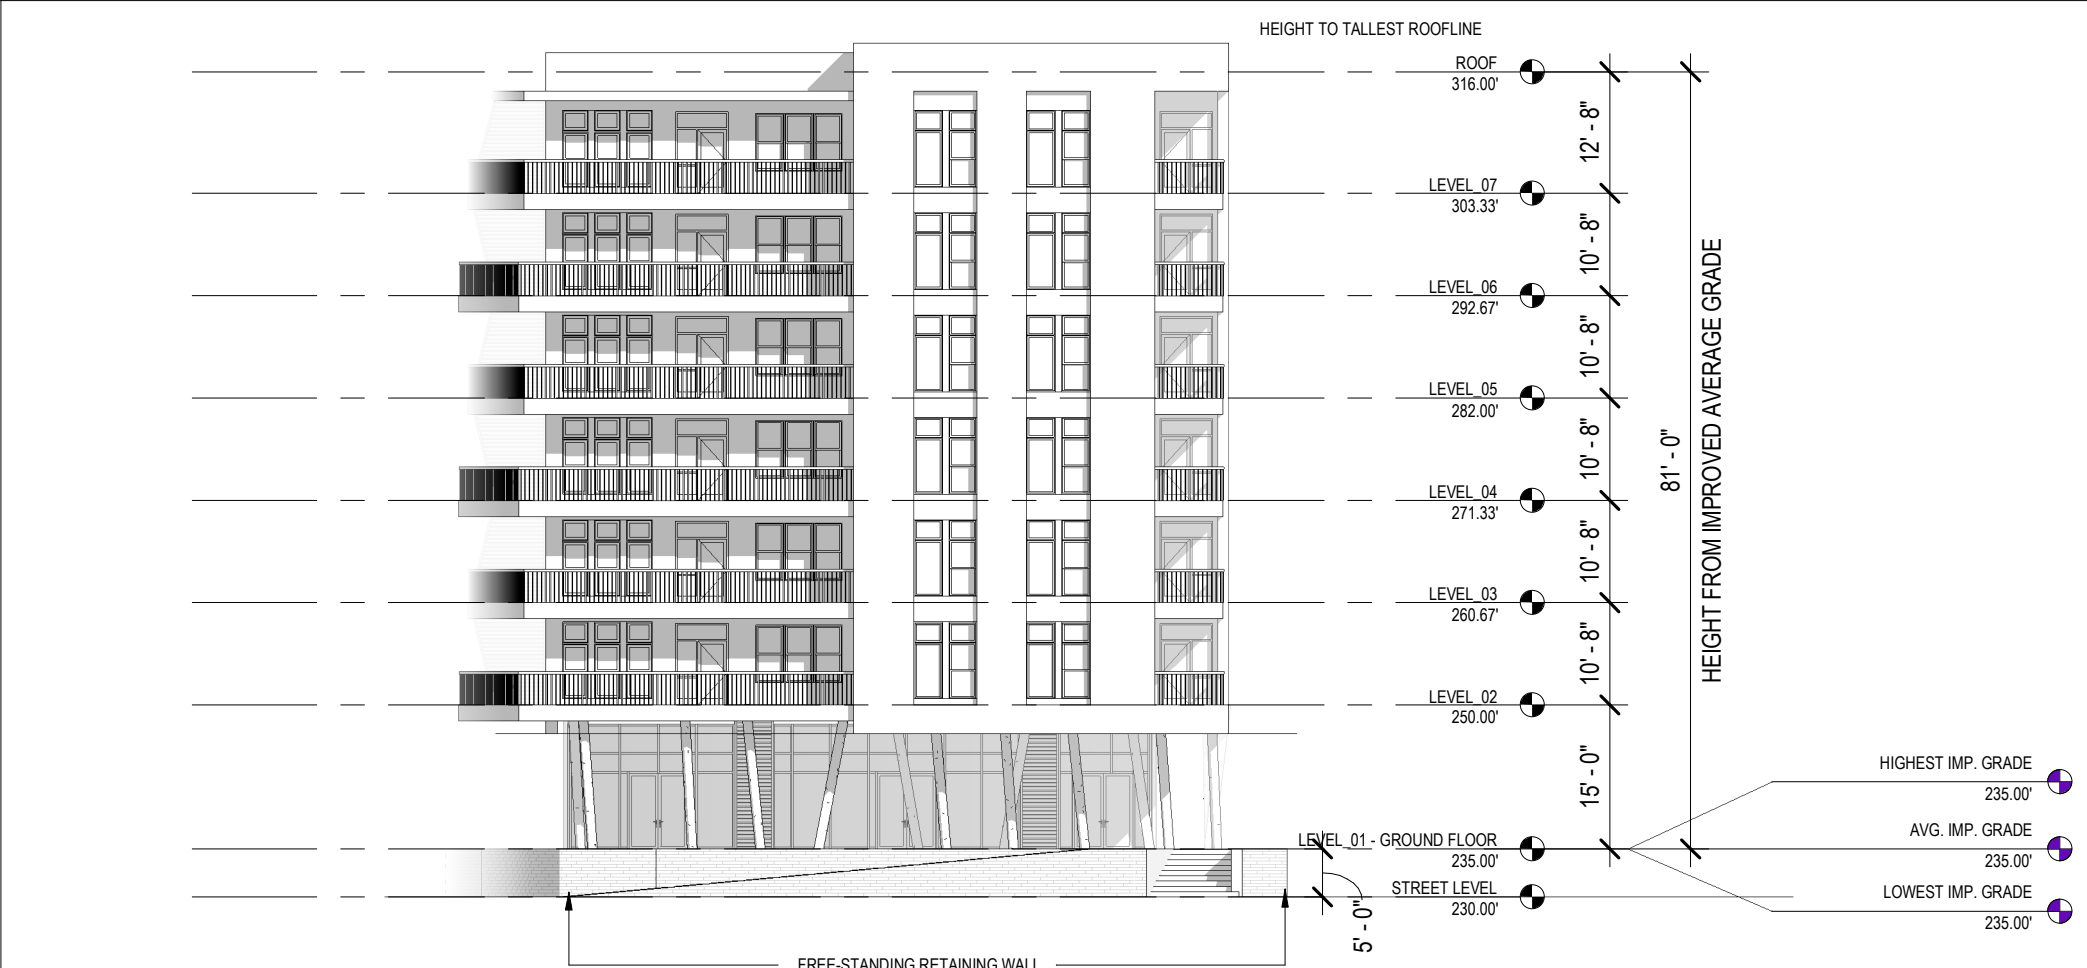 HEIGHT TO TALLEST ROOFLINE
ROOF
316.00'
12' - 8"
LEVEL_07
303.33'
10' - 8"
LEVEL_06
292.67'
10' - 8"
LEVEL_05
282.00'
10' - 8"
LEVEL_04
271.33'
10' - 8"
LEVEL_03
260.67'
10' - 8"
LEVEL_02
250.00'
15' - 0"
LEVEL_01 - GROUND FLOOR
235.00'
STREET LEVEL
230.00'
5' - 0"
81' - 0"
HEIGHT FROM IMPROVED AVERAGE GRADE
HIGHEST IMP. GRADE
235.00'
AVG. IMP. GRADE
235.00'
LOWEST IMP. GRADE
235.00'
FREE-STANDING RETAINING WALL